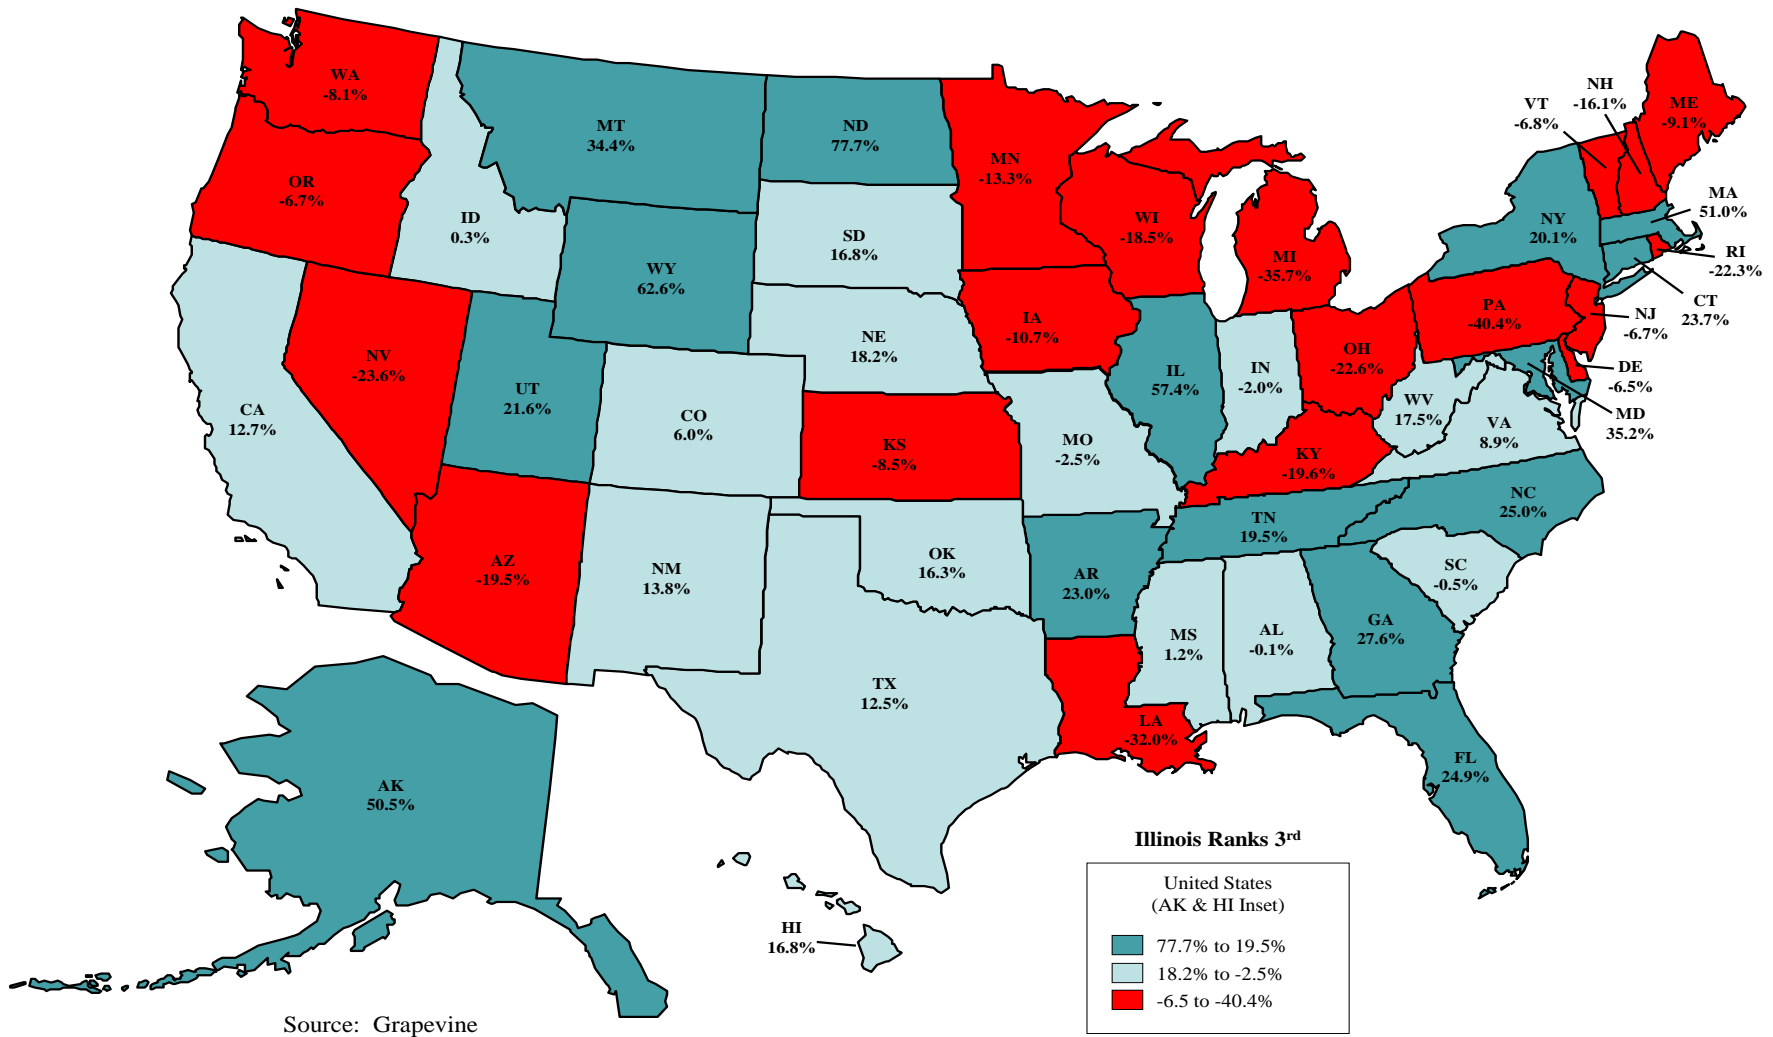 WA
-8.1%
OR
-6.7%
CA
12.7%
NV
-23.6%
ID
0.3%
MT
34.4%
WY
62.6%
UT
21.6%
AZ
-19.5%
CO
6.0%
NM
13.8%
ND
77.7%
SD
16.8%
NE
18.2%
KS
-8.5%
OK
16.3%
TX
12.5%
MN
-13.3%
IA
-10.7%
MO
-2.5%
AR
23.0%
LA
-32.0%
WI
-18.5%
IL
57.4%
MI
-35.7%
IN
-2.0%
OH
-22.6%
KY
-19.6%
TN
19.5%
MS
1.2%
AL
-0.1%
GA
27.6%
FL
24.9%
SC
-0.5%
NC
25.0%
VA
8.9%
WV
17.5%
PA
-40.4%
NY
20.1%
VT
-6.8%
NH
-16.1%
ME
-9.1%
MA
51.0%
RI
-22.3%
CT
23.7%
NJ
-6.7%
DE
-6.5%
MD
35.2%
AK
50.5%
HI
16.8%
Illinois Ranks 3rd
United States
(AK & HI Inset)
77.7% to 19.5%
18.2% to -2.5%
-6.5 to -40.4%
Source: Grapevine